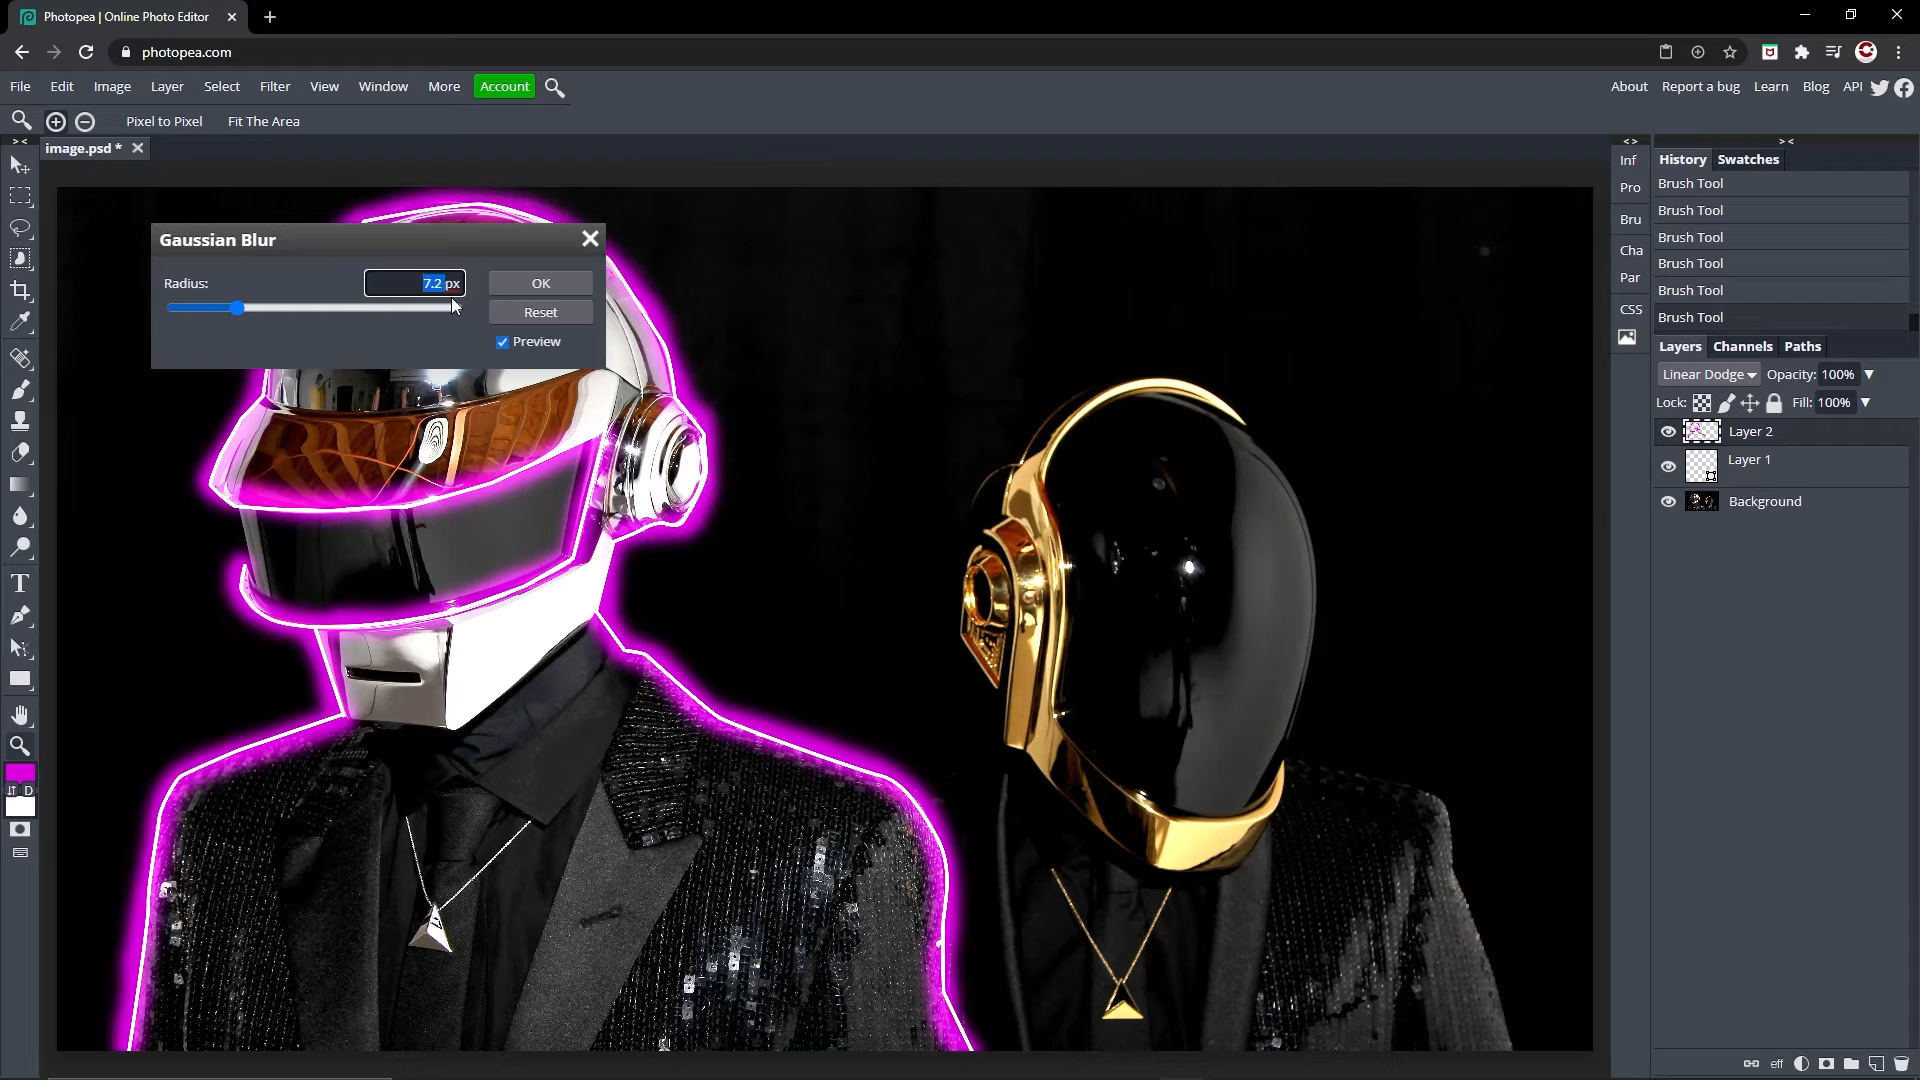 Photopea | Online Photo Editor
photopea.com
File Edit Image Layer Select Filter View Window More Account
About Report a bug Learn Blog API
Pixel to Pixel Fit The Area
image.psd *
Gaussian Blur
Radius: 7.2 px OK
Reset
Preview
Inf
Pro
Bru
Cha
Par
CSS
History Swatches
Brush Tool
Brush Tool
Brush Tool
Brush Tool
Brush Tool
Brush Tool
Layers Channels Paths
Linear Dodge Opacity: 100%
Lock: Fill: 100%
Layer 2
Layer 1
Background
T
D
eff